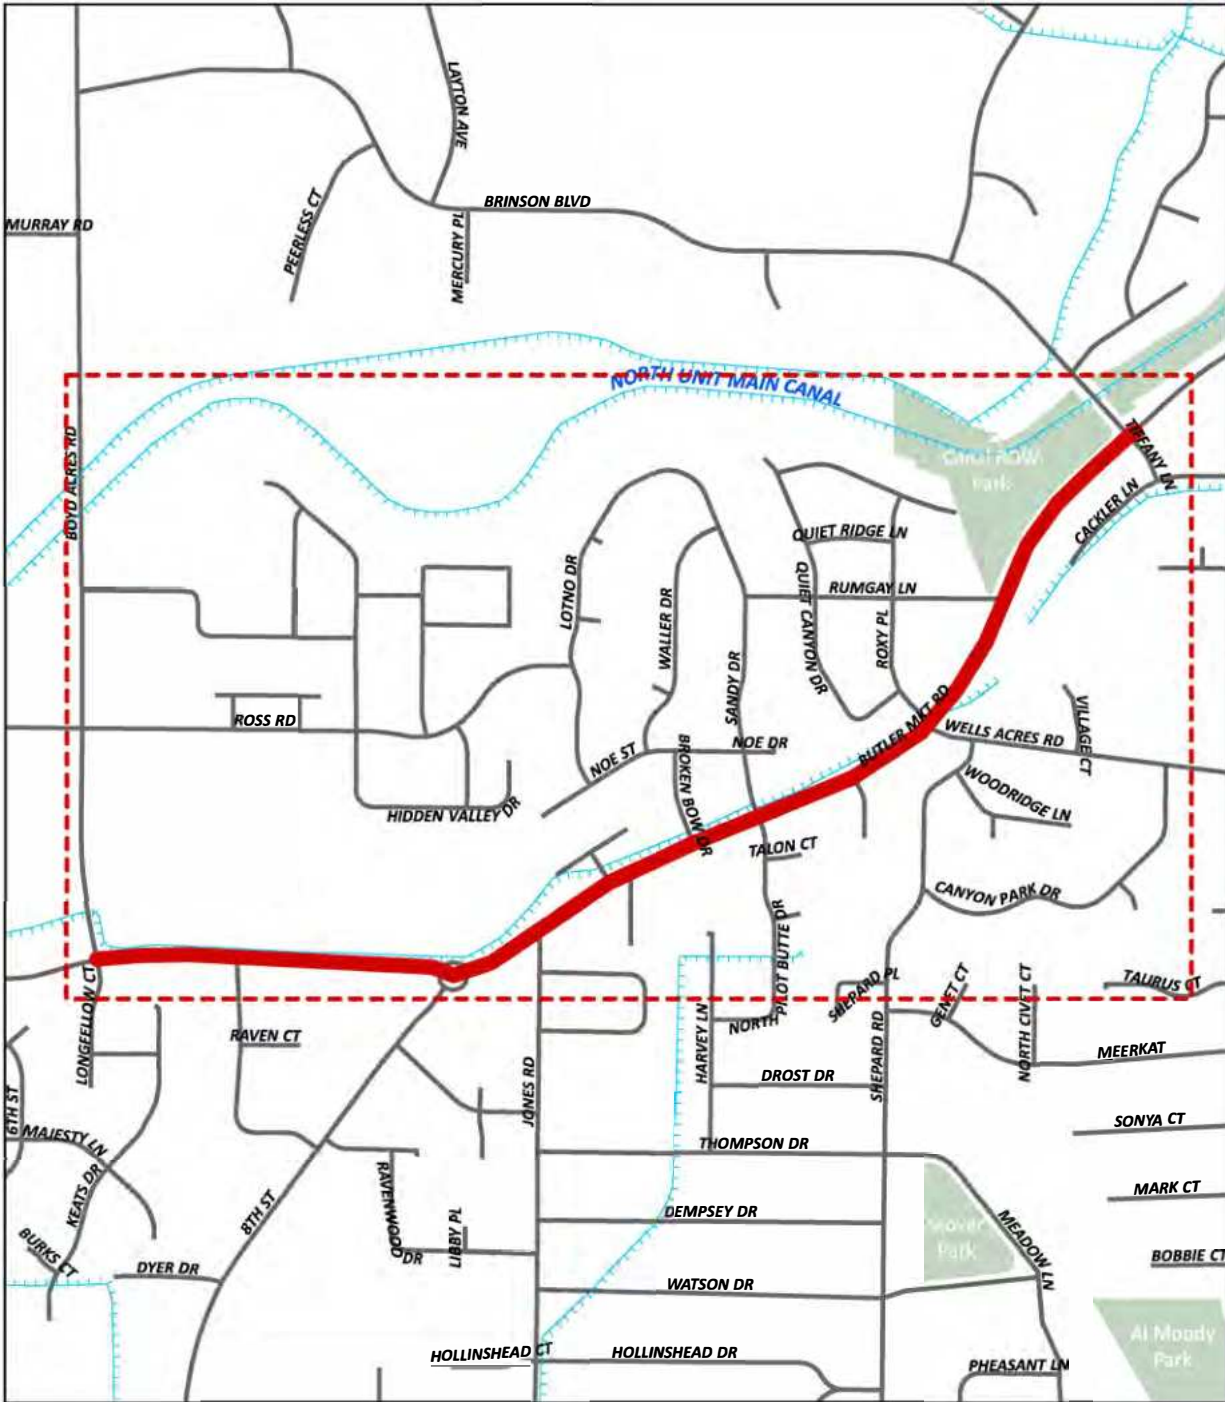 LAYTON AVE
BRINSON BLVD
PEERLESS CT
MERCURY PL
MURRAY RD
NORTH UNIT MAIN CANAL
BOYD ACRES RD
TIFFANY LN
Canal ROW
Park
CACKLER LN
QUIET RIDGE LN
LOTNO DR
WALLER DR
QUIET CANYON DR
RUMGAY LN
ROXY PL
SANDY DR
ROSS RD
BUTLER MKT RD
WELLS ACRES RD
VILLAGE CT
NOE ST
NOE DR
BROKEN BOW DR
WOODRIDGE LN
HIDDEN VALLEY DR
TALON CT
CANYON PARK DR
NORTH PILOT BUTTE DR
LONGFELLOW CT
SHEPARD PL
GENET CT
NORTH CIVET CT
TAURUS CT
RAVEN CT
HARVEY LN
SHEPARD RD
MEERKAT
JONES RD
DROST DR
6TH ST
MAJESTY LN
KEATS DR
THOMPSON DR
SONYA CT
MARK CT
8TH ST
RAVENWOOD DR
LIBBY PL
DEMPSEY DR
Park
MEADOW LN
BURKS CT
DYER DR
WATSON DR
BOBBIE CT
HOLLINSHEAD CT
HOLLINSHEAD DR
PHEASANT LN
Al Moody
Park